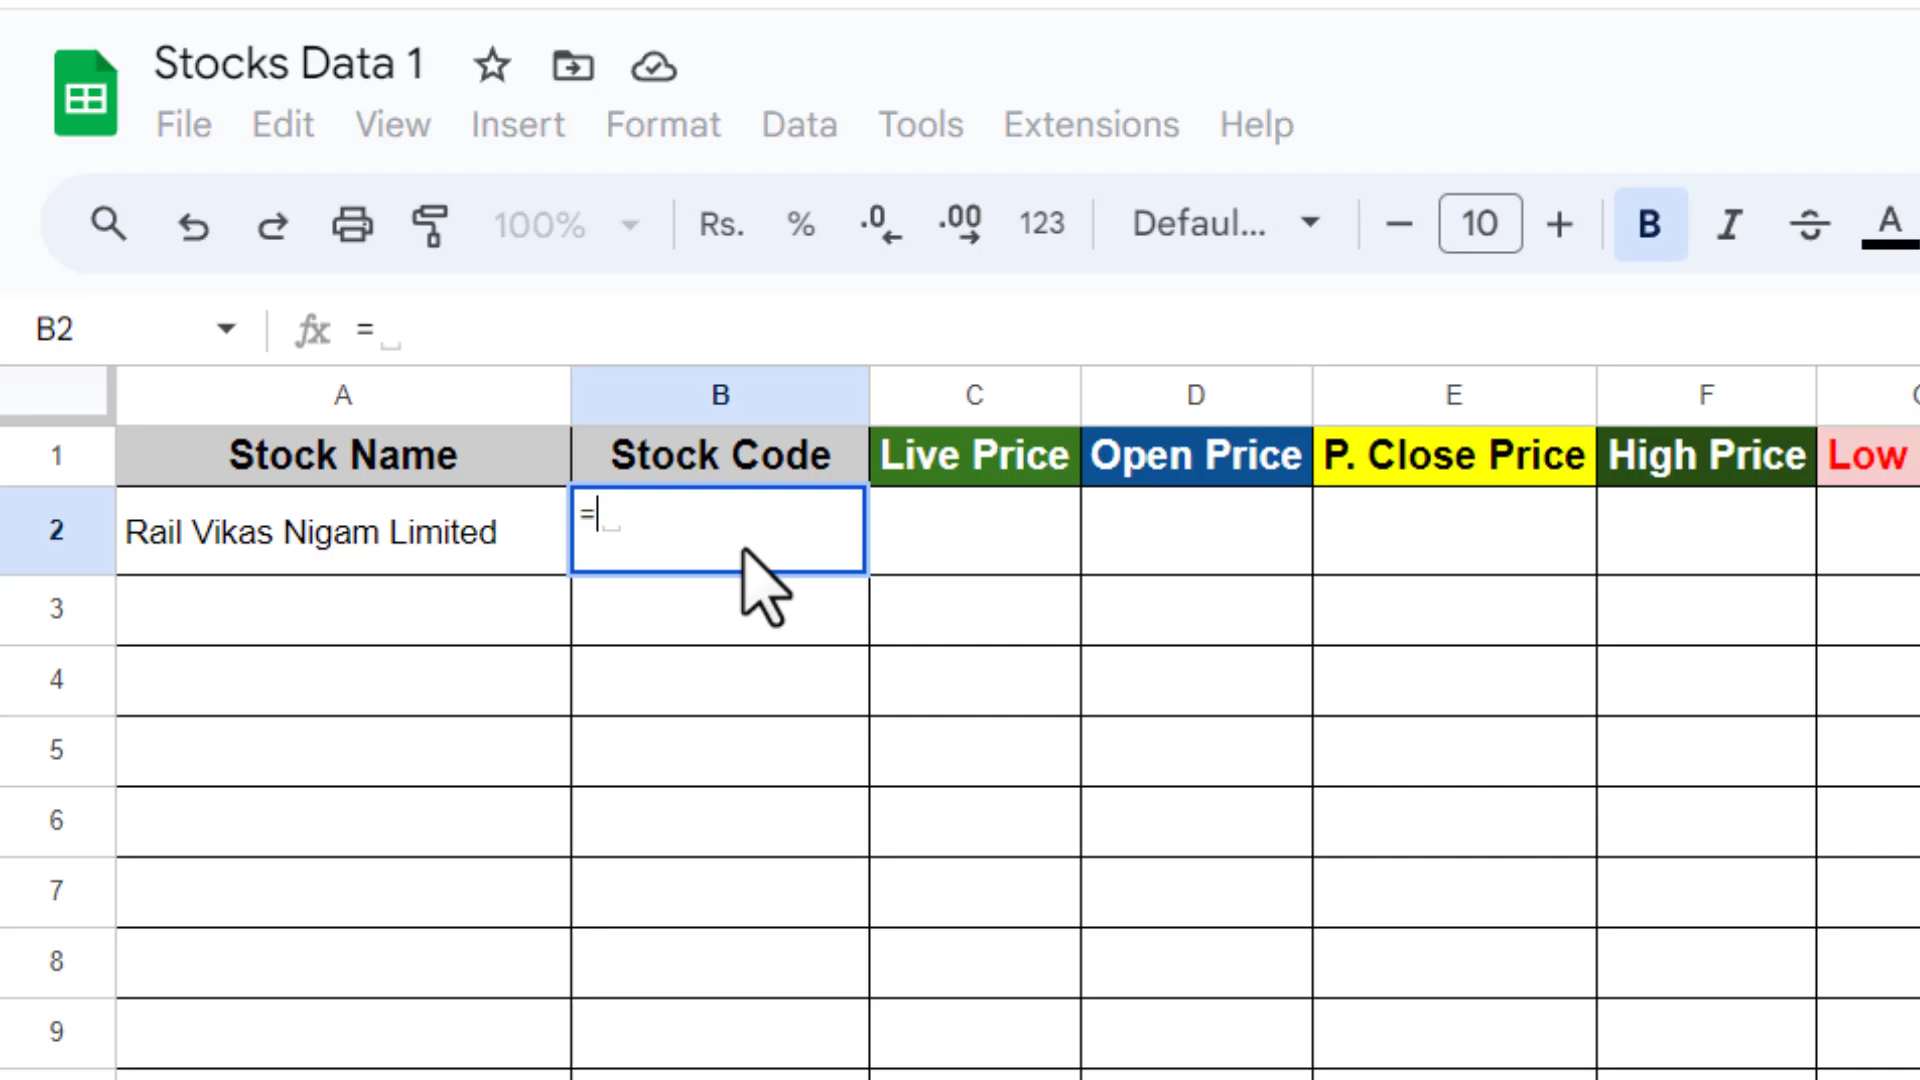 Stocks Data 1
File Edit View Insert Format Data Tools Extensions Help
100% Rs. % .0 .00 123 Defaul... − 10 + B I A
B2 fx =
A B C D E F
1 Stock Name Stock Code Live Price Open Price P. Close Price High Price Low
2 Rail Vikas Nigam Limited =
3
4
5
6
7
8
9